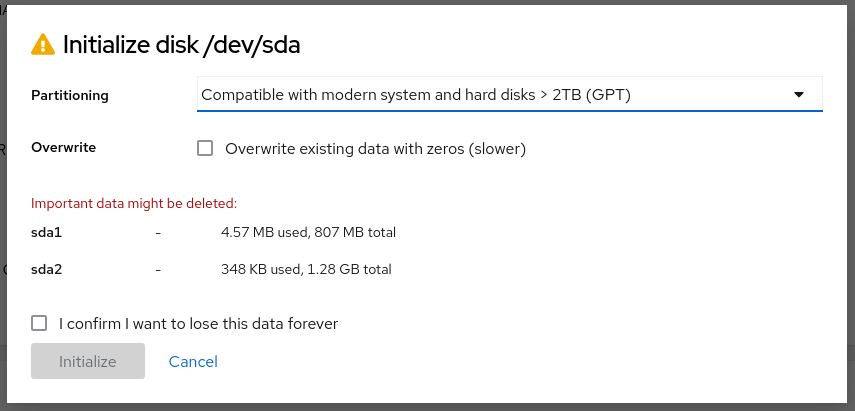 Initialize disk /dev/sda
Partitioning Compatible with modern system and hard disks > 2TB (GPT)
Overwrite Overwrite existing data with zeros (slower)
Important data might be deleted:
sda1 - 4.57 MB used, 807 MB total
sda2 - 348 KB used, 1.28 GB total
I confirm I want to lose this data forever
Initialize Cancel